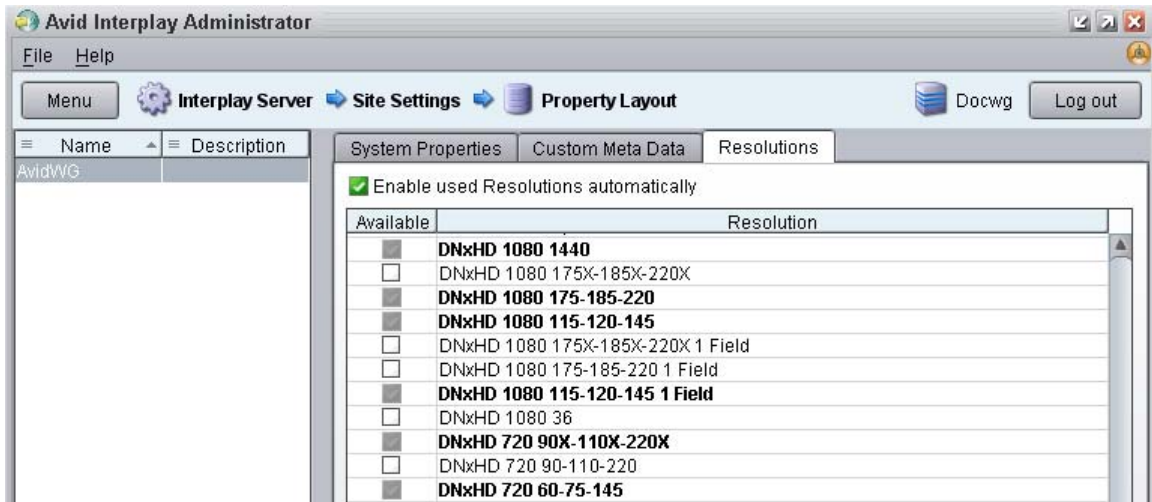 Avid Interplay Administrator
File Help
Menu Interplay Server Site Settings Property Layout Docwg Log out
Name Description
AvidWG
System Properties Custom Meta Data Resolutions
Enable used Resolutions automatically
Available Resolution
DNxHD 1080 1440
DNxHD 1080 175X-185X-220X
DNxHD 1080 175-185-220
DNxHD 1080 115-120-145
DNxHD 1080 175X-185X-220X 1 Field
DNxHD 1080 175-185-220 1 Field
DNxHD 1080 115-120-145 1 Field
DNxHD 1080 36
DNxHD 720 90X-110X-220X
DNxHD 720 90-110-220
DNxHD 720 60-75-145